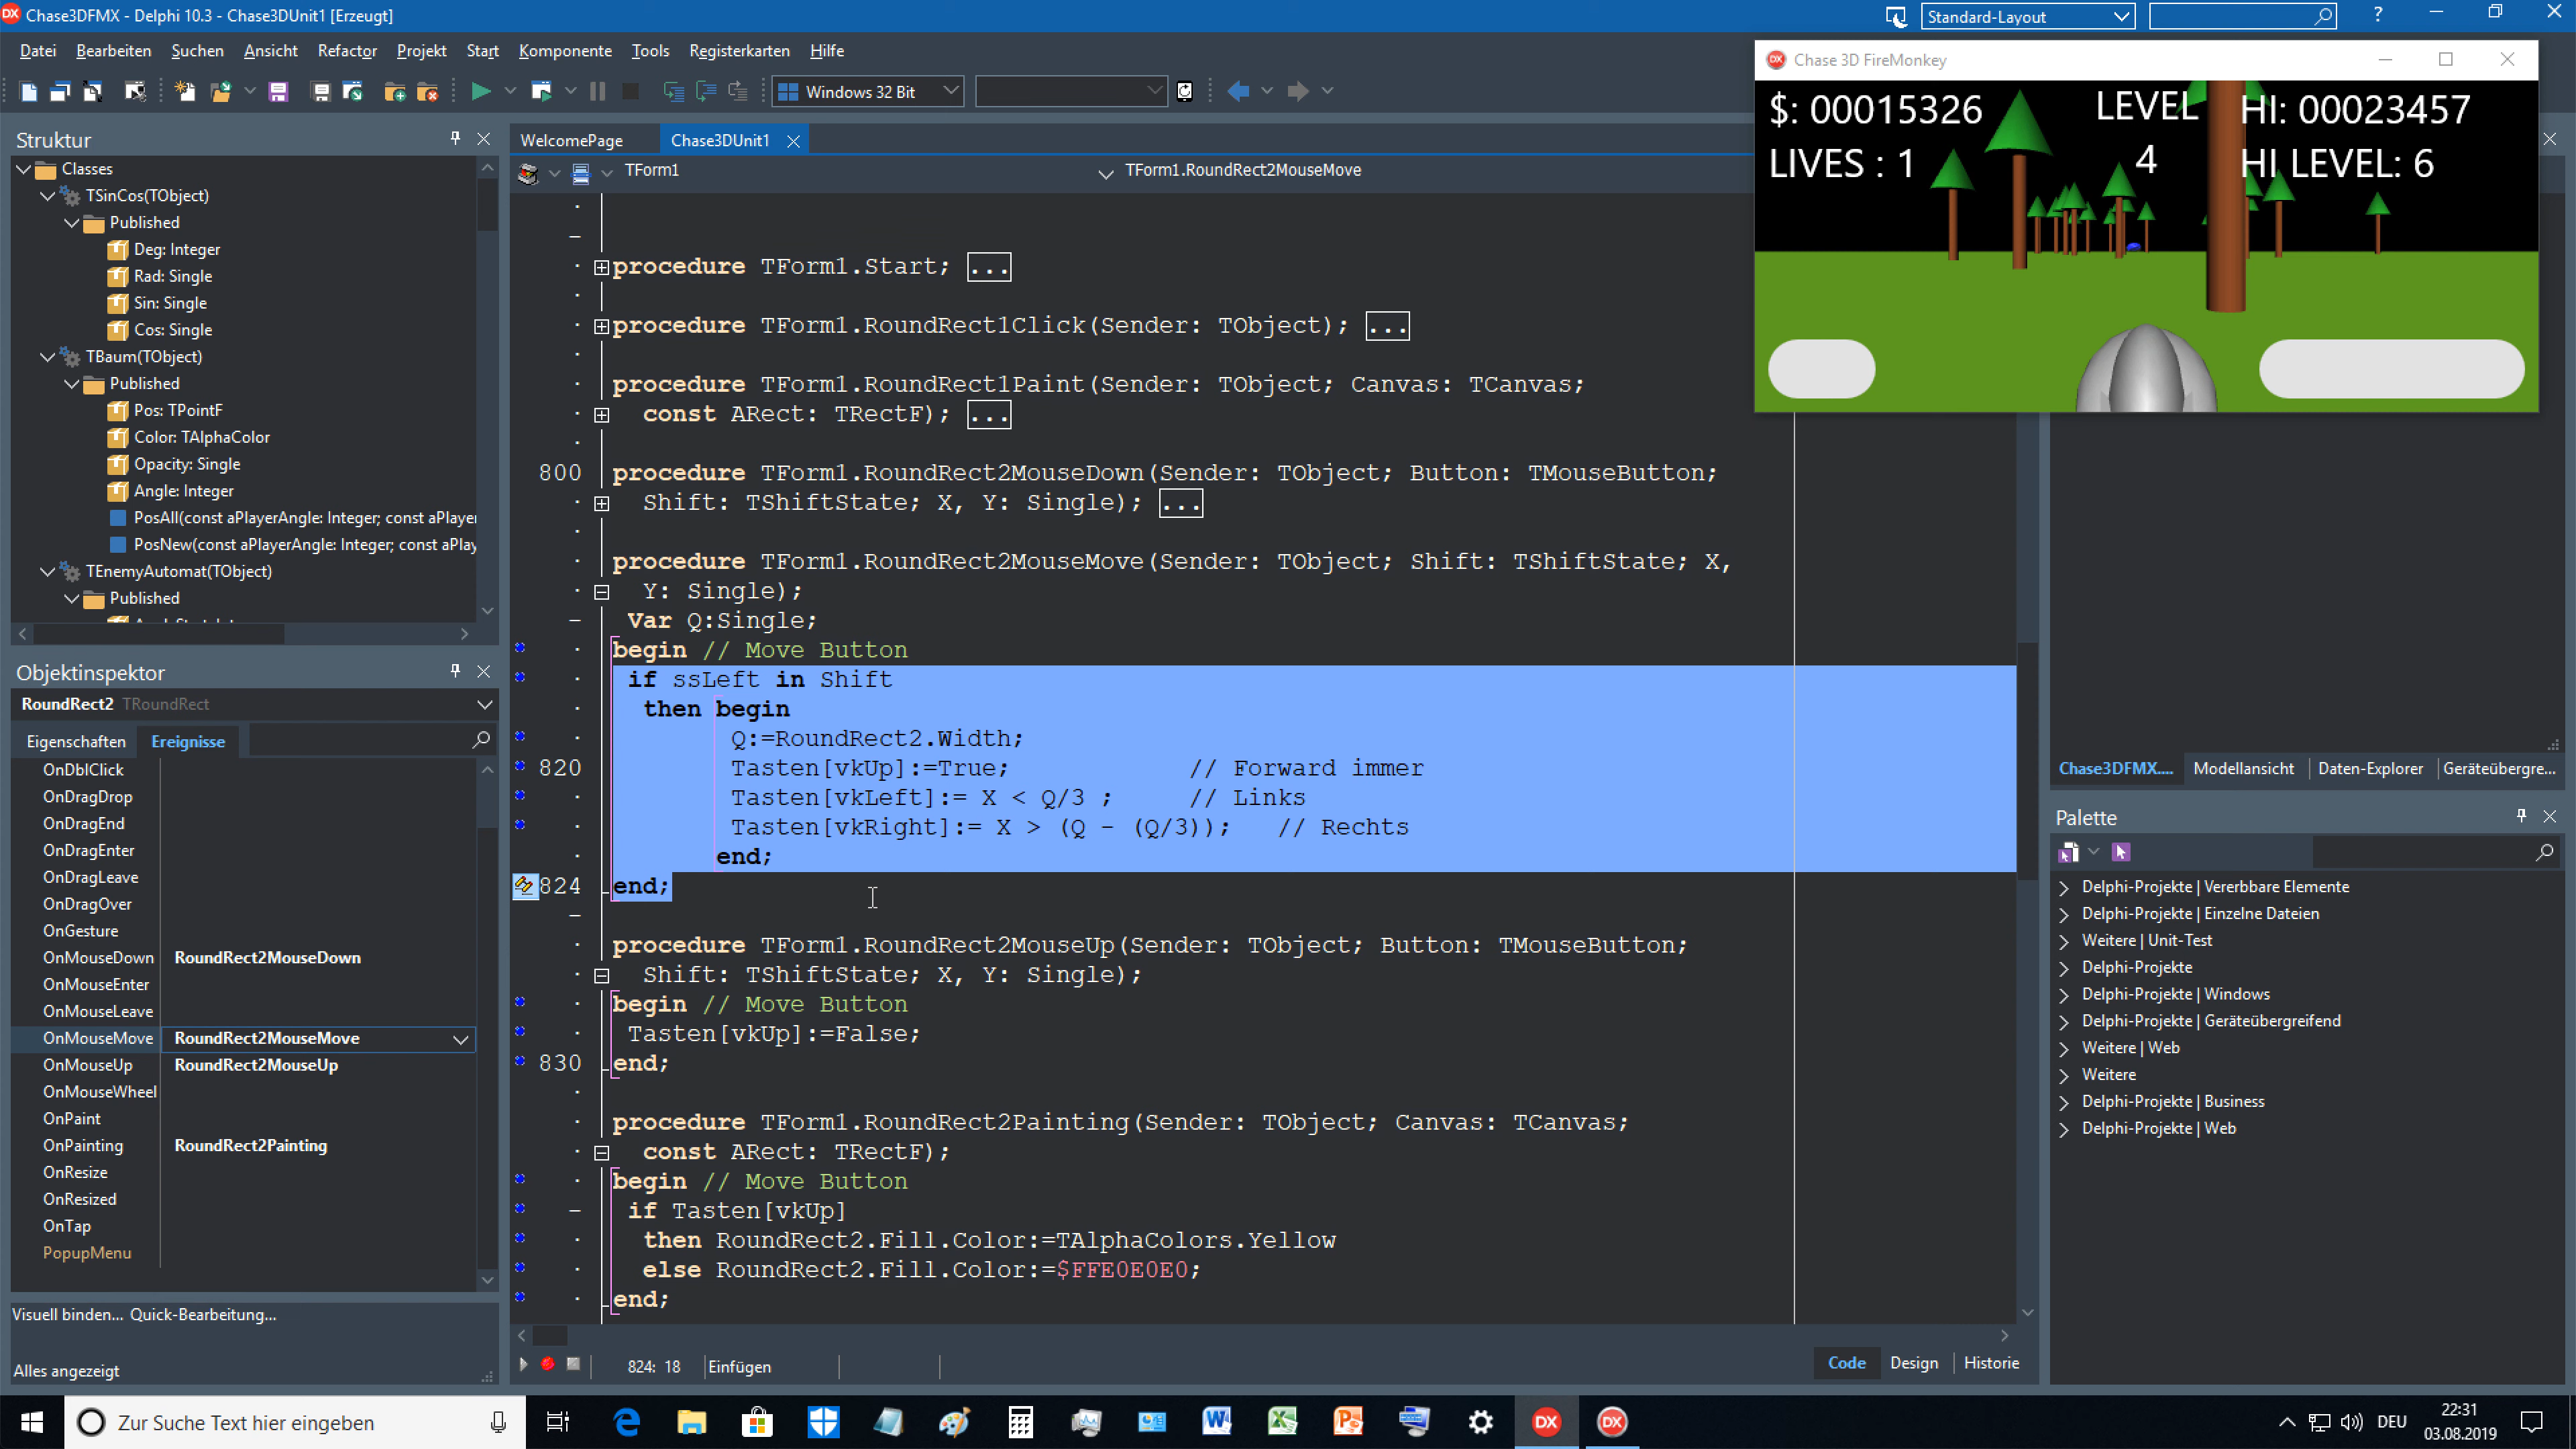 Chase3DFMX - Delphi 10.3 - Chase3DUnit1 [Erzeugt]
Standard-Layout
?
Datei Bearbeiten Suchen Ansicht Refactor Projekt Start Komponente Tools Registerkarten Hilfe
Windows 32 Bit
Chase 3D FireMonkey
$: 00015326 LEVEL HI: 00023457
LIVES : 1 4 HI LEVEL: 6
Struktur
Classes
TSinCos(TObject)
Published
Deg: Integer
Rad: Single
Sin: Single
Cos: Single
TBaum(TObject)
Published
Pos: TPointF
Color: TAlphaColor
Opacity: Single
Angle: Integer
PosAll(const aPlayerAngle: Integer; const aPlayer
PosNew(const aPlayerAngle: Integer; const aPlay
TEnemyAutomat(TObject)
Published
Objektinspektor
RoundRect2 TRoundRect
Eigenschaften Ereignisse
OnDblClick
OnDragDrop
OnDragEnd
OnDragEnter
OnDragLeave
OnDragOver
OnGesture
OnMouseDown RoundRect2MouseDown
OnMouseEnter
OnMouseLeave
OnMouseMove RoundRect2MouseMove
OnMouseUp RoundRect2MouseUp
OnMouseWheel
OnPaint
OnPainting RoundRect2Painting
OnResize
OnResized
OnTap
PopupMenu
Visuell binden... Quick-Bearbeitung...
Alles angezeigt
WelcomePage Chase3DUnit1
TForm1 TForm1.RoundRect2MouseMove
procedure TForm1.Start; ...
procedure TForm1.RoundRect1Click(Sender: TObject); ...
procedure TForm1.RoundRect1Paint(Sender: TObject; Canvas: TCanvas;
const ARect: TRectF); ...
800 procedure TForm1.RoundRect2MouseDown(Sender: TObject; Button: TMouseButton;
Shift: TShiftState; X, Y: Single); ...
procedure TForm1.RoundRect2MouseMove(Sender: TObject; Shift: TShiftState; X,
Y: Single);
Var Q:Single;
begin // Move Button
if ssLeft in Shift
then begin
Q:=RoundRect2.Width;
820 Tasten[vkUp]:=True; // Forward immer
Tasten[vkLeft]:= X < Q/3 ; // Links
Tasten[vkRight]:= X > (Q - (Q/3)); // Rechts
end;
824 end;
procedure TForm1.RoundRect2MouseUp(Sender: TObject; Button: TMouseButton;
Shift: TShiftState; X, Y: Single);
begin // Move Button
Tasten[vkUp]:=False;
830 end;
procedure TForm1.RoundRect2Painting(Sender: TObject; Canvas: TCanvas;
const ARect: TRectF);
begin // Move Button
if Tasten[vkUp]
then RoundRect2.Fill.Color:=TAlphaColors.Yellow
else RoundRect2.Fill.Color:=$FFE0E0E0;
end;
824: 18 Einfügen
Code Design Historie
Chase3DFMX.... Modellansicht Daten-Explorer Geräteübergre...
Palette
Delphi-Projekte | Vererbbare Elemente
Delphi-Projekte | Einzelne Dateien
Weitere | Unit-Test
Delphi-Projekte
Delphi-Projekte | Windows
Delphi-Projekte | Geräteübergreifend
Weitere | Web
Weitere
Delphi-Projekte | Business
Delphi-Projekte | Web
Zur Suche Text hier eingeben
DEU
22:31
03.08.2019